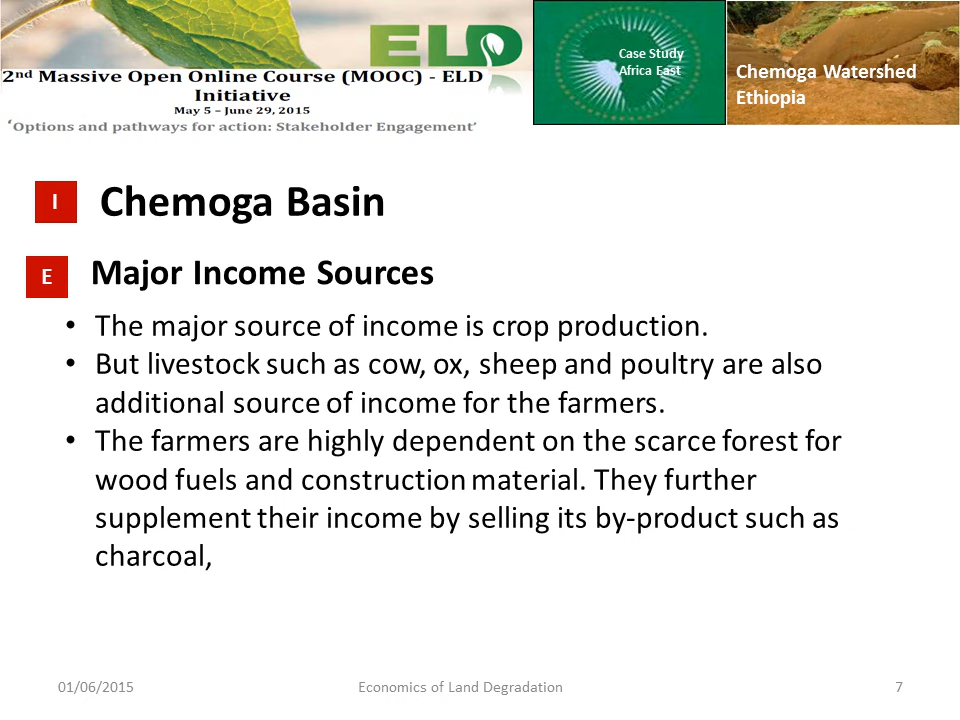 ELD
2nd Massive Open Online Course (MOOC) - ELD
Initiative
May 5 – June 29, 2015
‘Options and pathways for action: Stakeholder Engagement’
Case Study
Africa East
Chemoga Watershed
Ethiopia
I Chemoga Basin
E Major Income Sources
• The major source of income is crop production.
• But livestock such as cow, ox, sheep and poultry are also
additional source of income for the farmers.
• The farmers are highly dependent on the scarce forest for
wood fuels and construction material. They further
supplement their income by selling its by-product such as
charcoal,
01/06/2015 Economics of Land Degradation 7